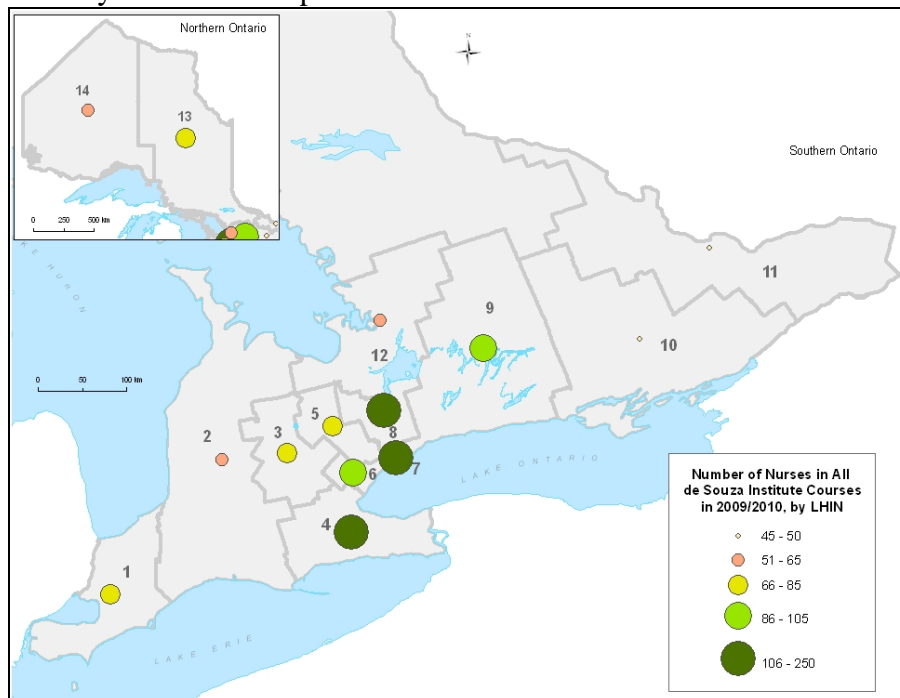 Northern Ontario
14
13
0 250 500 km
Southern Ontario
KE HURON
11
9
10
12
0 50 100 km
5
2
3
8
7
6
LAKE ONTARIO
4
1
LAKE ERIE
Number of Nurses in All
de Souza Institute Courses
in 2009/2010, by LHIN
45 - 50
51 - 65
66 - 85
86 - 105
106 - 250